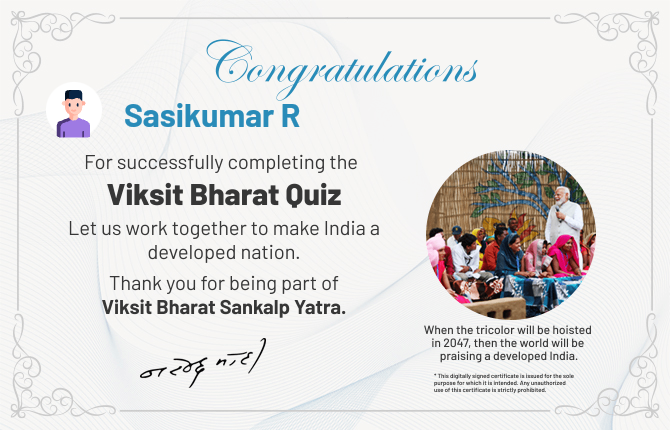 Congratulations
Sasikumar R
For successfully completing the
Viksit Bharat Quiz
Let us work together to make India a
developed nation.
Thank you for being part of
Viksit Bharat Sankalp Yatra.
नरेन्द्र मोदी
When the tricolor will be hoisted
in 2047, then the world will be
praising a developed India.
* This digitally signed certificate is issued for the sole
purpose for which it is intended. Any unauthorized
use of this certificate is strictly prohibited.